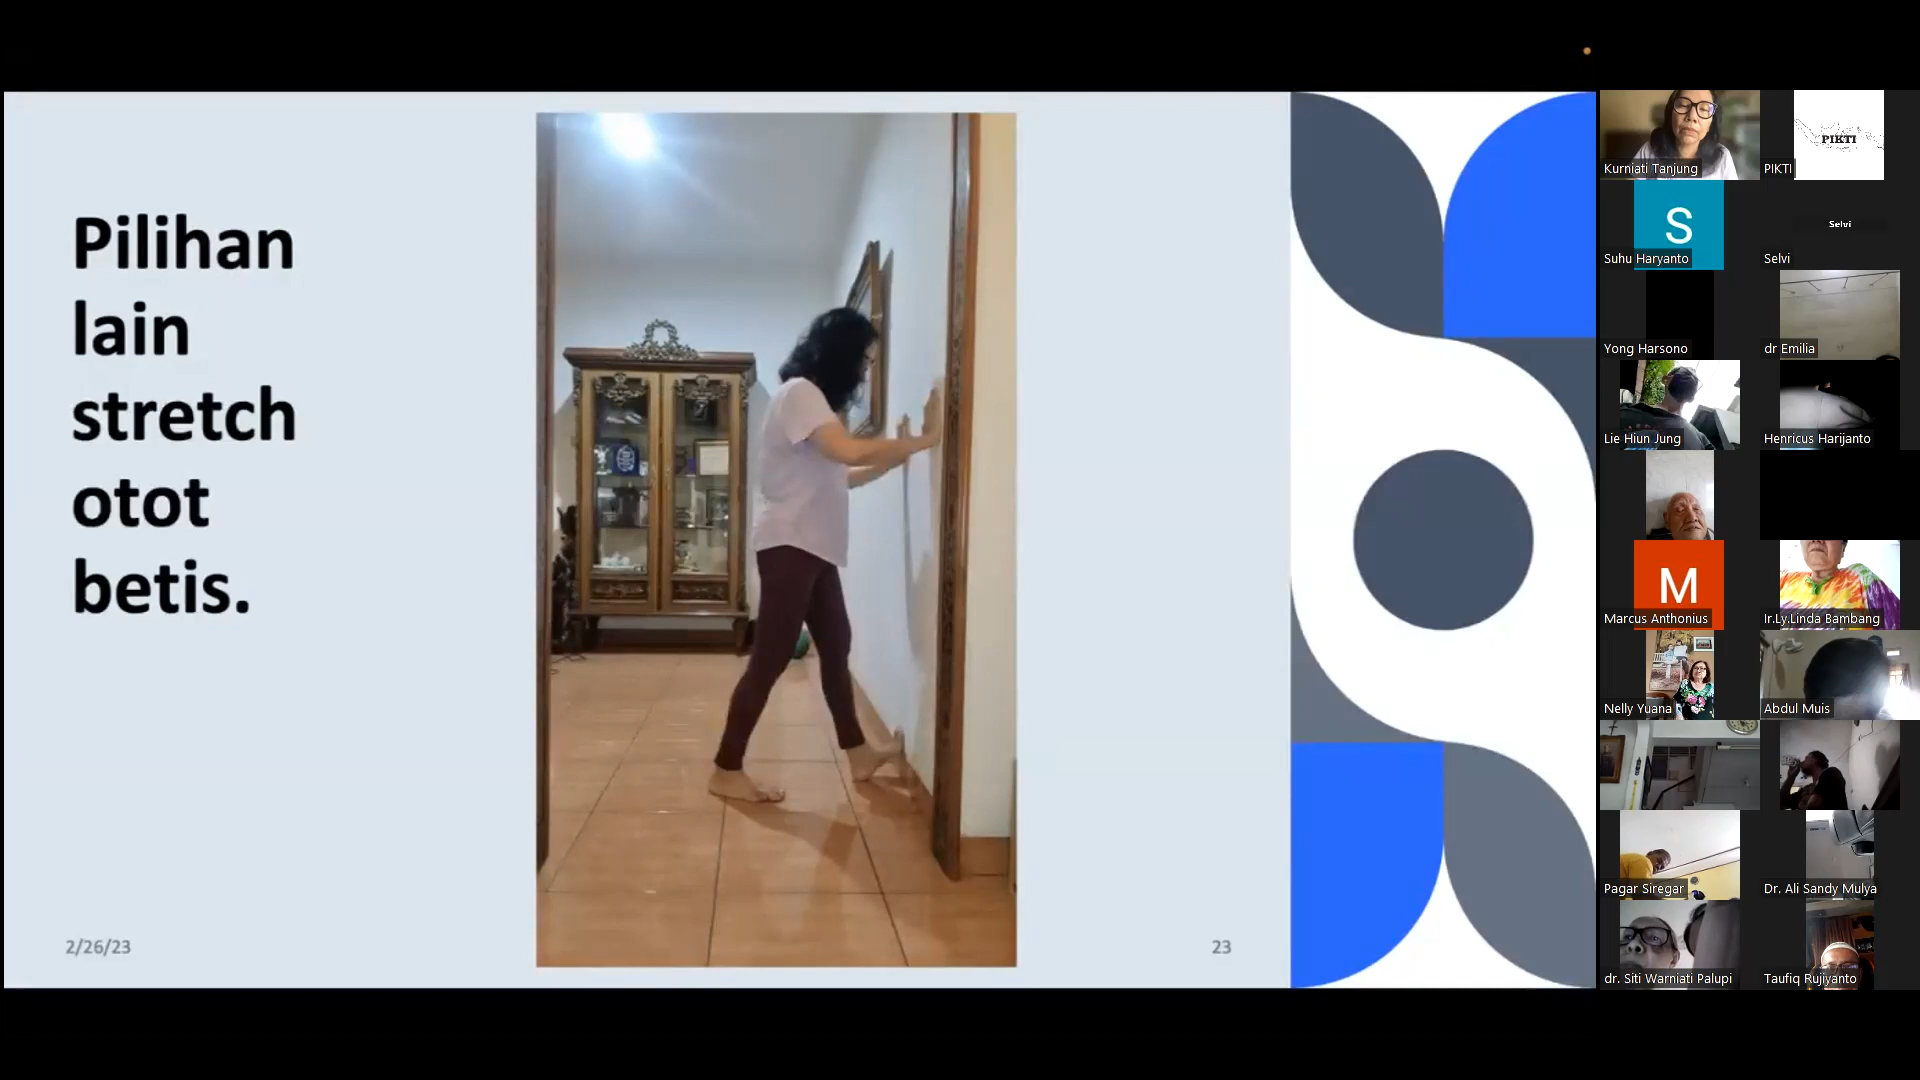 Pilihan
lain
stretch
otot
betis.
2/26/23
23
Kurniati Tanjung
PIKTI
PIKTI
S
Suhu Haryanto
Selvi
Selvi
Yong Harsono
dr Emilia
Lie Hiun Jung
Henricus Harijanto
M
Marcus Anthonius
Ir.Ly.Linda Bambang
Nelly Yuana
Abdul Muis
Pagar Siregar
Dr. Ali Sandy Mulya
dr. Siti Warniati Palupi
Taufiq Rujiyanto